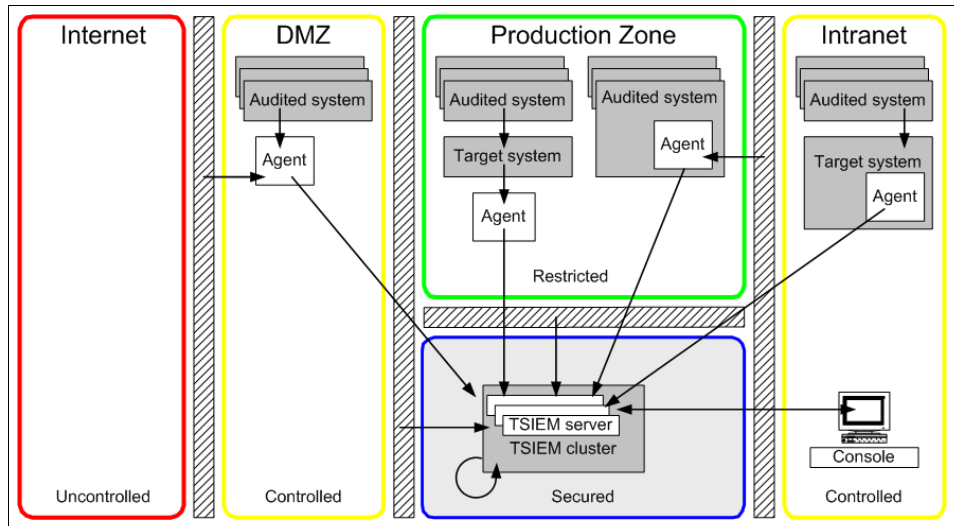 Internet
Uncontrolled
DMZ
Audited system
Agent
Controlled
Production Zone
Audited system
Target system
Agent
Audited system
Agent
Restricted
TSIEM server
TSIEM cluster
Secured
Intranet
Audited system
Target system
Agent
Console
Controlled